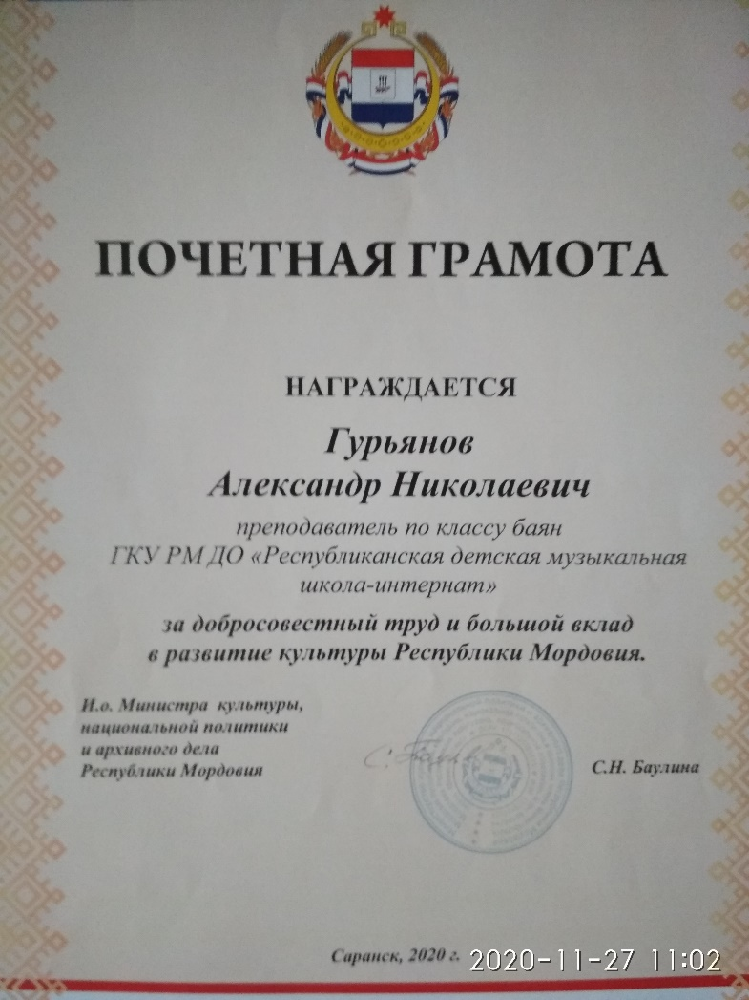 ПОЧЕТНАЯ ГРАМОТА
НАГРАЖДАЕТСЯ
Гурьянов
Александр Николаевич
преподаватель по классу баян
ГКУ РМ ДО «Республиканская детская музыкальная
школа-интернат»
за добросовестный труд и большой вклад
в развитие культуры Республики Мордовия.
И.о. Министра культуры,
национальной политики
и архивного дела
Республики Мордовия
С.Н. Баулина
Саранск, 2020 г.
2020-11-27 11:02